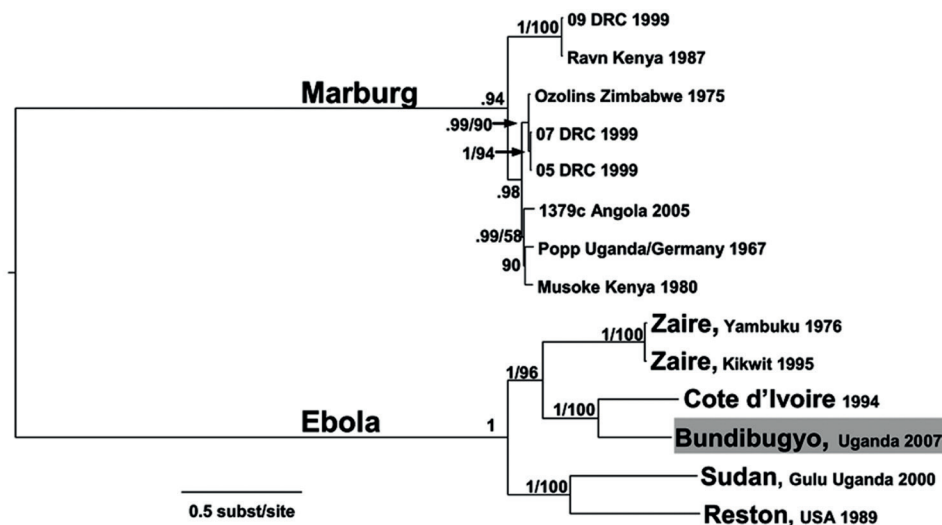 09 DRC 1999
1/100
Ravn Kenya 1987
Marburg
.94
Ozolins Zimbabwe 1975
.99/90
07 DRC 1999
1/94
05 DRC 1999
.98
1379c Angola 2005
.99/58
Popp Uganda/Germany 1967
90
Musoke Kenya 1980
Zaire, Yambuku 1976
1/100
Zaire, Kikwit 1995
1/96
Cote d'Ivoire 1994
1/100
Ebola
1
Bundibugyo, Uganda 2007
Sudan, Gulu Uganda 2000
1/100
0.5 subst/site
Reston, USA 1989